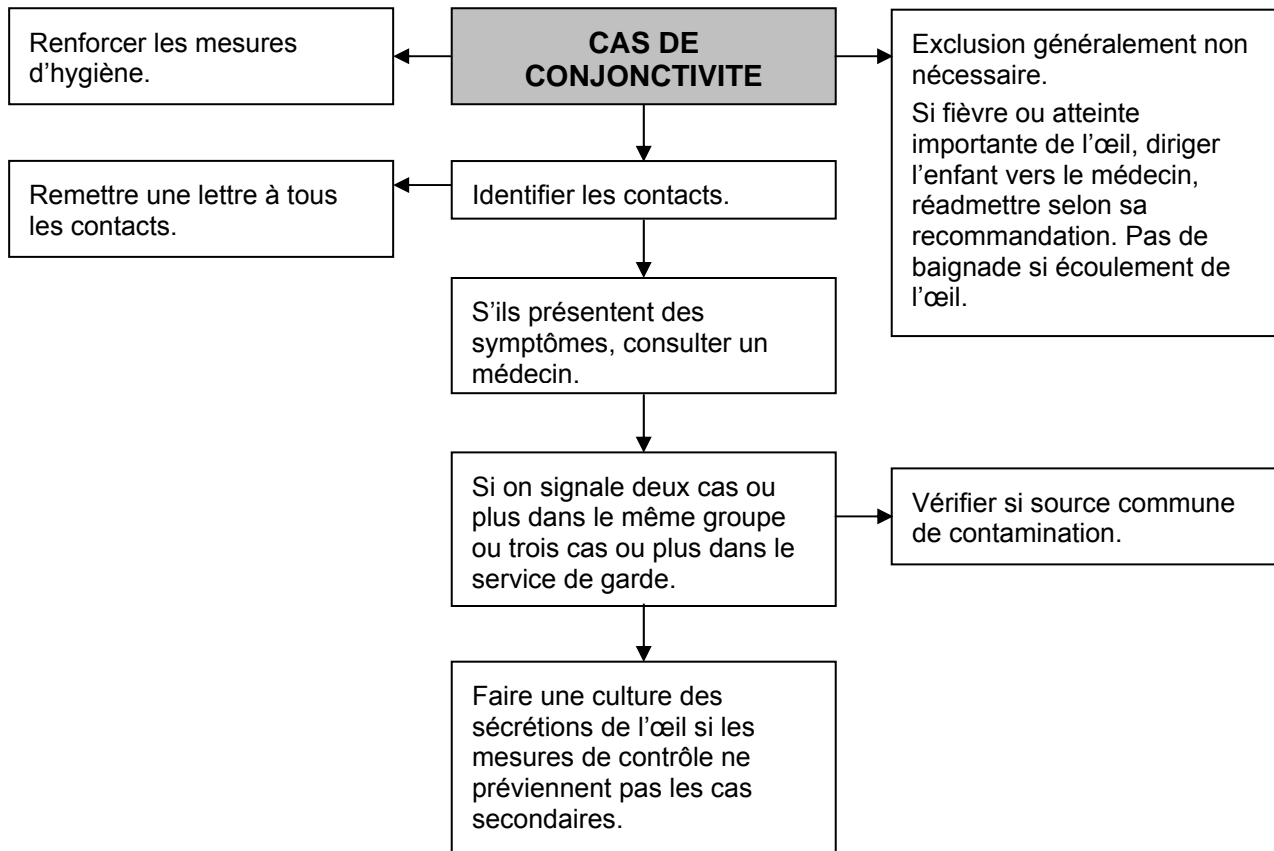 Renforcer les mesures
d’hygiène.
CAS DE
CONJONCTIVITE
Exclusion généralement non
nécessaire.
Si fièvre ou atteinte
importante de l’œil, diriger
l’enfant vers le médecin,
réadmettre selon sa
recommandation. Pas de
baignade si écoulement de
l’œil.
Remettre une lettre à tous
les contacts.
Identifier les contacts.
S’ils présentent des
symptômes, consulter un
médecin.
Si on signale deux cas ou
plus dans le même groupe
ou trois cas ou plus dans le
service de garde.
Vérifier si source commune
de contamination.
Faire une culture des
sécrétions de l’œil si les
mesures de contrôle ne
préviennent pas les cas
secondaires.